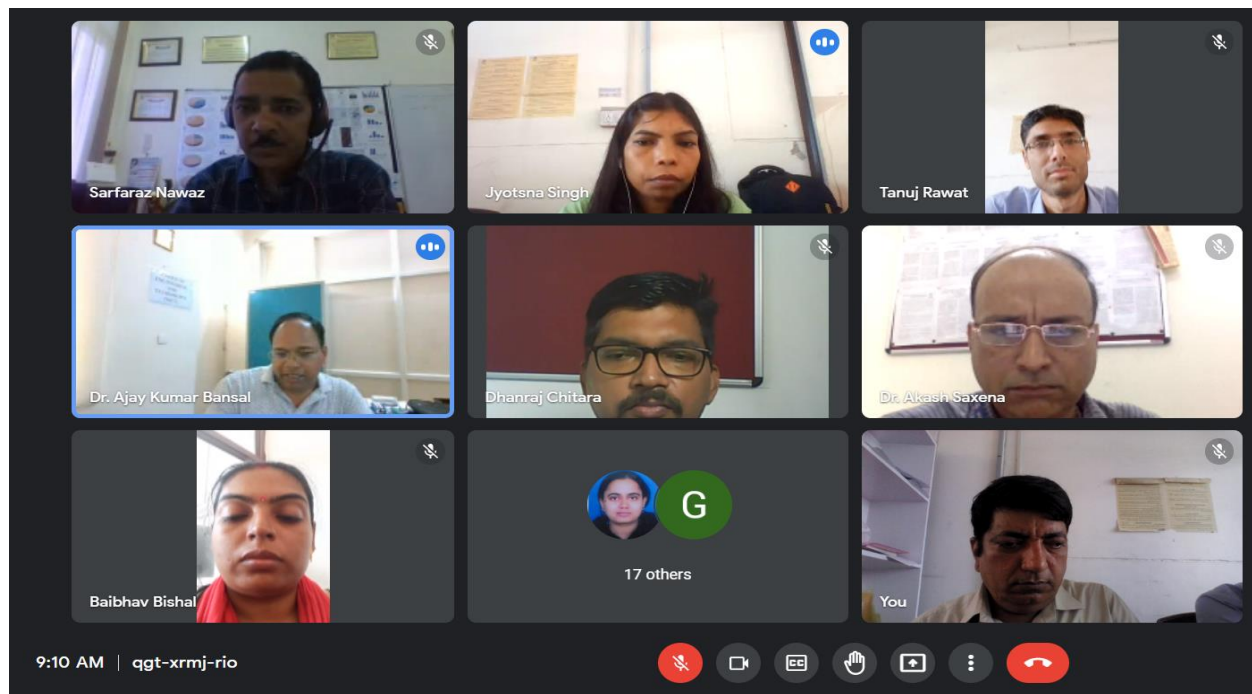 Sarfaraz Nawaz
Jyotsna Singh
Tanuj Rawat
Dr. Ajay Kumar Bansal
Dhanraj Chitara
Dr. Akash Saxena
Baibhav Bishal
G
17 others
You
9:10 AM | qgt-xrmj-rio
CC